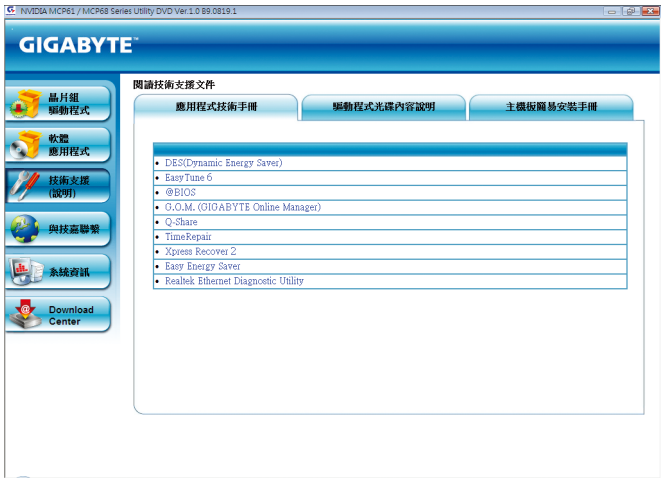 NVIDIA MCP61 / MCP68 Series Utility DVD Ver.1.0 B9.0819.1
GIGABYTE™
晶片組
驅動程式
軟體
應用程式
技術支援
(說明)
與技嘉聯繫
系統資訊
Download
Center
閱讀技術支援文件
應用程式技術手冊
驅動程式光碟內容說明
主機板簡易安裝手冊
• DES(Dynamic Energy Saver)
• EasyTune 6
• @BIOS
• G.O.M. (GIGABYTE Online Manager)
• Q-Share
• TimeRepair
• Xpress Recover 2
• Easy Energy Saver
• Realtek Ethernet Diagnostic Utility